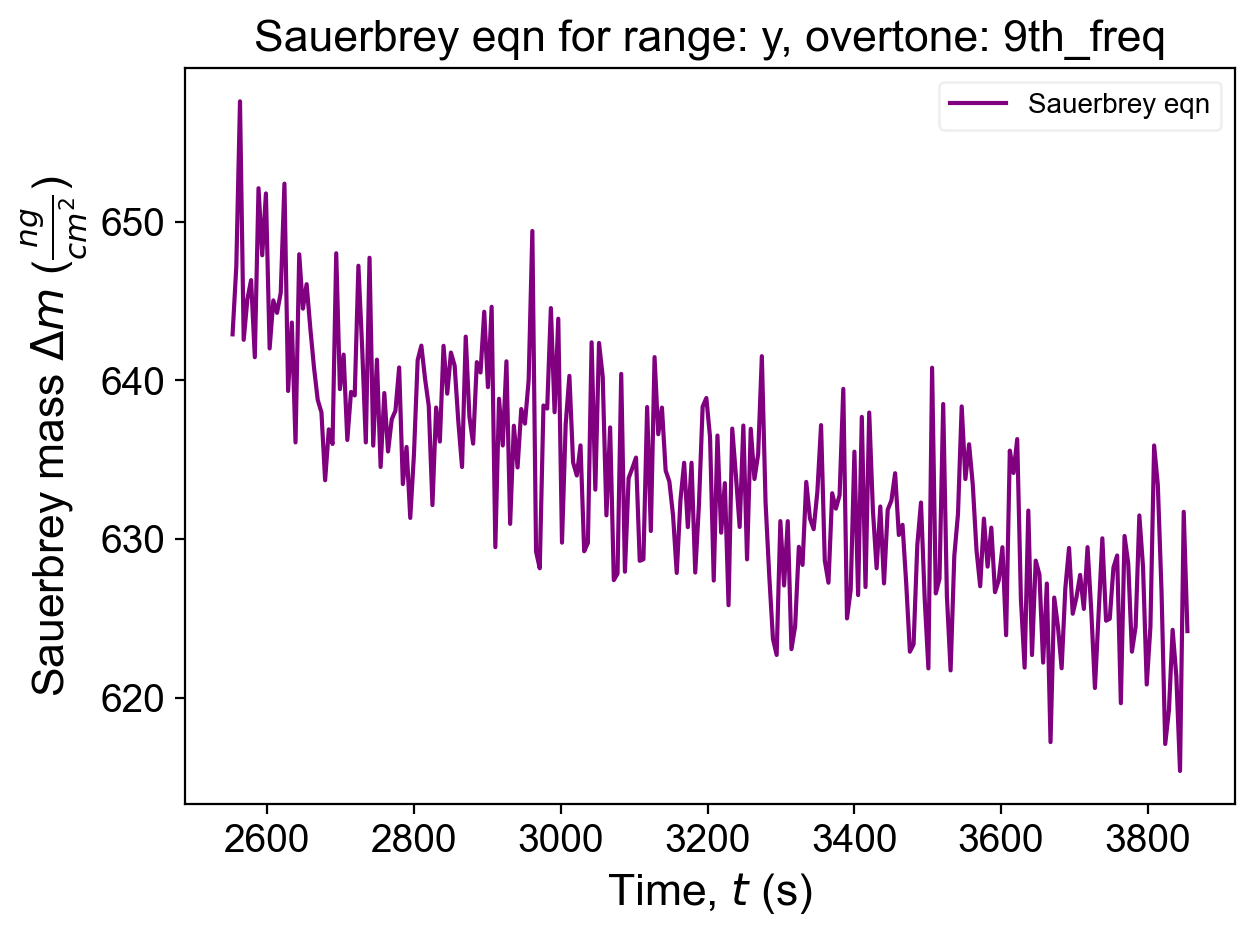 Sauerbrey eqn for range: y, overtone: 9th_freq
Sauerbrey eqn
Sauerbrey mass Δm (ng/cm²)
650
640
630
620
2600 2800 3000 3200 3400 3600 3800
Time, t (s)